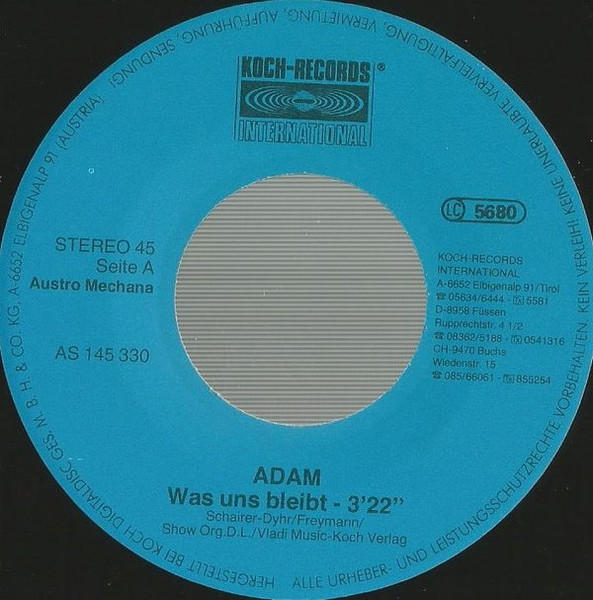 KOCH-RECORDS®
INTERNATIONAL
LC 5680
STEREO 45
Seite A
Austro Mechana
AS 145 330
KOCH-RECORDS
INTERNATIONAL
A-6652 Elbigenalp 91/Tirol
☎ 05634/6444 - 5581
D-8958 Füssen
Rupprechtstr. 4 1/2
☎ 08362/5188 - 0541316
CH-9470 Buchs
Wiedenstr. 15
☎ 085/66061 - 855254
ADAM
Was uns bleibt - 3'22"
Schairer-Dyhr/Freymann/
Show Org.D.L./Vladi Music-Koch Verlag
HERGESTELLT BEI KOCH DIGITALDISC GES. M. B. H. & CO. KG. A-6652 ELBIGENALP 91 (AUSTRIA)
ALLE URHEBER- UND LEISTUNGSSCHUTZRECHTE VORBEHALTEN. KEIN VERLEIH! KEINE UNERLAUBTE VERVIELFÄLTIGUNG, VERMIETUNG, AUFFÜHRUNG, SENDUNG!